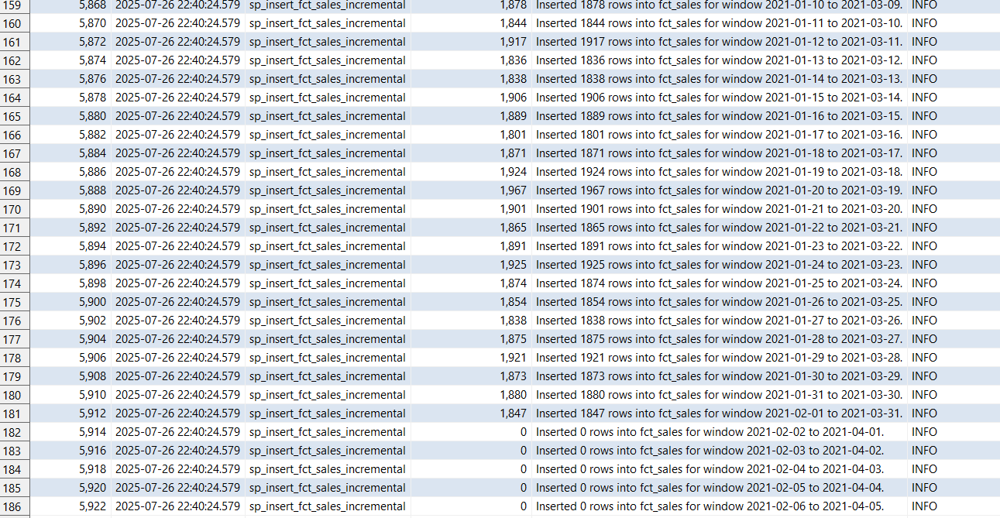 159 5,868 2025-07-26 22:40:24.579 sp_insert_fct_sales_incremental 1,878 Inserted 1878 rows into fct_sales for window 2021-01-10 to 2021-03-09. INFO
160 5,870 2025-07-26 22:40:24.579 sp_insert_fct_sales_incremental 1,844 Inserted 1844 rows into fct_sales for window 2021-01-11 to 2021-03-10. INFO
161 5,872 2025-07-26 22:40:24.579 sp_insert_fct_sales_incremental 1,917 Inserted 1917 rows into fct_sales for window 2021-01-12 to 2021-03-11. INFO
162 5,874 2025-07-26 22:40:24.579 sp_insert_fct_sales_incremental 1,836 Inserted 1836 rows into fct_sales for window 2021-01-13 to 2021-03-12. INFO
163 5,876 2025-07-26 22:40:24.579 sp_insert_fct_sales_incremental 1,838 Inserted 1838 rows into fct_sales for window 2021-01-14 to 2021-03-13. INFO
164 5,878 2025-07-26 22:40:24.579 sp_insert_fct_sales_incremental 1,906 Inserted 1906 rows into fct_sales for window 2021-01-15 to 2021-03-14. INFO
165 5,880 2025-07-26 22:40:24.579 sp_insert_fct_sales_incremental 1,889 Inserted 1889 rows into fct_sales for window 2021-01-16 to 2021-03-15. INFO
166 5,882 2025-07-26 22:40:24.579 sp_insert_fct_sales_incremental 1,801 Inserted 1801 rows into fct_sales for window 2021-01-17 to 2021-03-16. INFO
167 5,884 2025-07-26 22:40:24.579 sp_insert_fct_sales_incremental 1,871 Inserted 1871 rows into fct_sales for window 2021-01-18 to 2021-03-17. INFO
168 5,886 2025-07-26 22:40:24.579 sp_insert_fct_sales_incremental 1,924 Inserted 1924 rows into fct_sales for window 2021-01-19 to 2021-03-18. INFO
169 5,888 2025-07-26 22:40:24.579 sp_insert_fct_sales_incremental 1,967 Inserted 1967 rows into fct_sales for window 2021-01-20 to 2021-03-19. INFO
170 5,890 2025-07-26 22:40:24.579 sp_insert_fct_sales_incremental 1,901 Inserted 1901 rows into fct_sales for window 2021-01-21 to 2021-03-20. INFO
171 5,892 2025-07-26 22:40:24.579 sp_insert_fct_sales_incremental 1,865 Inserted 1865 rows into fct_sales for window 2021-01-22 to 2021-03-21. INFO
172 5,894 2025-07-26 22:40:24.579 sp_insert_fct_sales_incremental 1,891 Inserted 1891 rows into fct_sales for window 2021-01-23 to 2021-03-22. INFO
173 5,896 2025-07-26 22:40:24.579 sp_insert_fct_sales_incremental 1,925 Inserted 1925 rows into fct_sales for window 2021-01-24 to 2021-03-23. INFO
174 5,898 2025-07-26 22:40:24.579 sp_insert_fct_sales_incremental 1,874 Inserted 1874 rows into fct_sales for window 2021-01-25 to 2021-03-24. INFO
175 5,900 2025-07-26 22:40:24.579 sp_insert_fct_sales_incremental 1,854 Inserted 1854 rows into fct_sales for window 2021-01-26 to 2021-03-25. INFO
176 5,902 2025-07-26 22:40:24.579 sp_insert_fct_sales_incremental 1,838 Inserted 1838 rows into fct_sales for window 2021-01-27 to 2021-03-26. INFO
177 5,904 2025-07-26 22:40:24.579 sp_insert_fct_sales_incremental 1,875 Inserted 1875 rows into fct_sales for window 2021-01-28 to 2021-03-27. INFO
178 5,906 2025-07-26 22:40:24.579 sp_insert_fct_sales_incremental 1,921 Inserted 1921 rows into fct_sales for window 2021-01-29 to 2021-03-28. INFO
179 5,908 2025-07-26 22:40:24.579 sp_insert_fct_sales_incremental 1,873 Inserted 1873 rows into fct_sales for window 2021-01-30 to 2021-03-29. INFO
180 5,910 2025-07-26 22:40:24.579 sp_insert_fct_sales_incremental 1,880 Inserted 1880 rows into fct_sales for window 2021-01-31 to 2021-03-30. INFO
181 5,912 2025-07-26 22:40:24.579 sp_insert_fct_sales_incremental 1,847 Inserted 1847 rows into fct_sales for window 2021-02-01 to 2021-03-31. INFO
182 5,914 2025-07-26 22:40:24.579 sp_insert_fct_sales_incremental 0 Inserted 0 rows into fct_sales for window 2021-02-02 to 2021-04-01. INFO
183 5,916 2025-07-26 22:40:24.579 sp_insert_fct_sales_incremental 0 Inserted 0 rows into fct_sales for window 2021-02-03 to 2021-04-02. INFO
184 5,918 2025-07-26 22:40:24.579 sp_insert_fct_sales_incremental 0 Inserted 0 rows into fct_sales for window 2021-02-04 to 2021-04-03. INFO
185 5,920 2025-07-26 22:40:24.579 sp_insert_fct_sales_incremental 0 Inserted 0 rows into fct_sales for window 2021-02-05 to 2021-04-04. INFO
186 5,922 2025-07-26 22:40:24.579 sp_insert_fct_sales_incremental 0 Inserted 0 rows into fct_sales for window 2021-02-06 to 2021-04-05. INFO